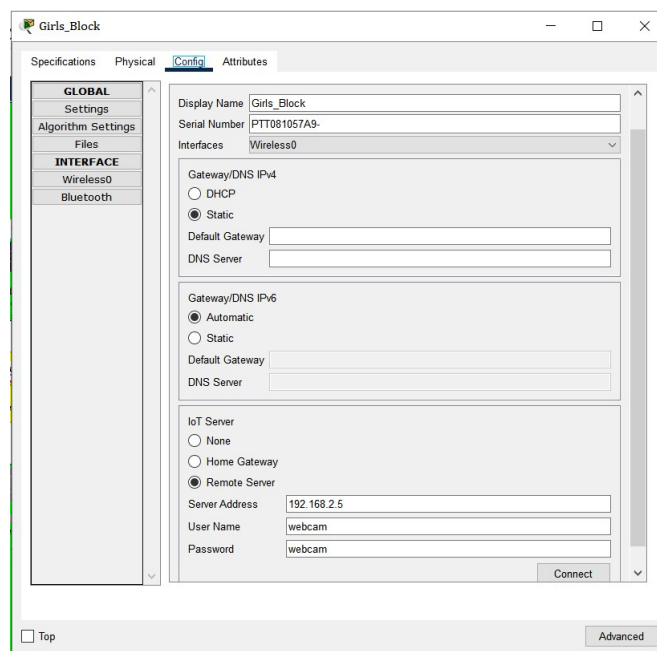 Girls_Block
Specifications Physical Config Attributes
GLOBAL
Settings
Algorithm Settings
Files
INTERFACE
Wireless0
Bluetooth
Display Name Girls_Block
Serial Number PTT081057A9-
Interfaces Wireless0
Gateway/DNS IPv4
DHCP
Static
Default Gateway
DNS Server
Gateway/DNS IPv6
Automatic
Static
Default Gateway
DNS Server
IoT Server
None
Home Gateway
Remote Server
Server Address 192.168.2.5
User Name webcam
Password webcam
Connect
Top
Advanced